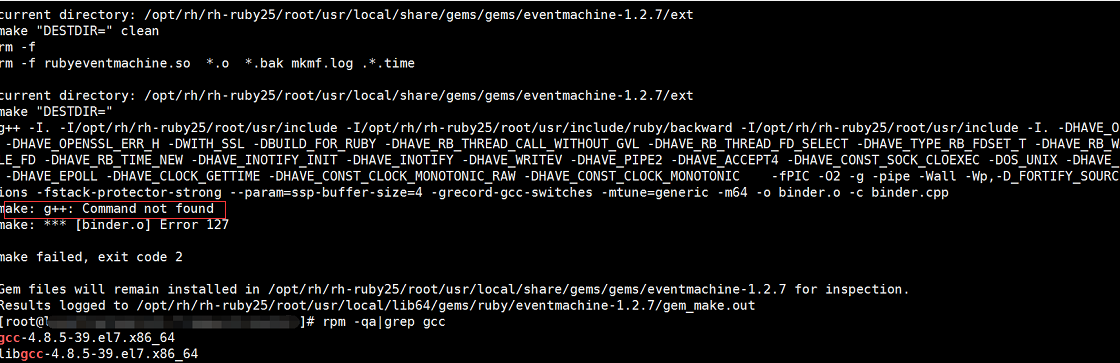 current directory: /opt/rh/rh-ruby25/root/usr/local/share/gems/gems/eventmachine-1.2.7/ext
make "DESTDIR=" clean
rm -f
rm -f rubyeventmachine.so  *.o  *.bak mkmf.log .*.time
current directory: /opt/rh/rh-ruby25/root/usr/local/share/gems/gems/eventmachine-1.2.7/ext
make "DESTDIR="
g++ -I. -I/opt/rh/rh-ruby25/root/usr/include -I/opt/rh/rh-ruby25/root/usr/include/ruby/backward -I/opt/rh/rh-ruby25/root/usr/include -I. -DHAVE_O
-DHAVE_OPENSSL_ERR_H -DWITH_SSL -DBUILD_FOR_RUBY -DHAVE_RB_THREAD_CALL_WITHOUT_GVL -DHAVE_RB_THREAD_FD_SELECT -DHAVE_TYPE_RB_FDSET_T -DHAVE_RB_W
LE_FD -DHAVE_RB_TIME_NEW -DHAVE_INOTIFY_INIT -DHAVE_INOTIFY -DHAVE_WRITEV -DHAVE_PIPE2 -DHAVE_ACCEPT4 -DHAVE_CONST_SOCK_CLOEXEC -DOS_UNIX -DHAVE_
-DHAVE_EPOLL -DHAVE_CLOCK_GETTIME -DHAVE_CONST_CLOCK_MONOTONIC_RAW -DHAVE_CONST_CLOCK_MONOTONIC    -fPIC -O2 -g -pipe -Wall -Wp,-D_FORTIFY_SOURC
ions -fstack-protector-strong --param=ssp-buffer-size=4 -grecord-gcc-switches -mtune=generic -m64 -o binder.o -c binder.cpp
make: g++: Command not found
make: *** [binder.o] Error 127
make failed, exit code 2
Gem files will remain installed in /opt/rh/rh-ruby25/root/usr/local/share/gems/gems/eventmachine-1.2.7 for inspection.
Results logged to /opt/rh/rh-ruby25/root/usr/local/lib64/gems/ruby/eventmachine-1.2.7/gem_make.out
[root@l ]# rpm -qa|grep gcc
gcc-4.8.5-39.el7.x86_64
libgcc-4.8.5-39.el7.x86_64